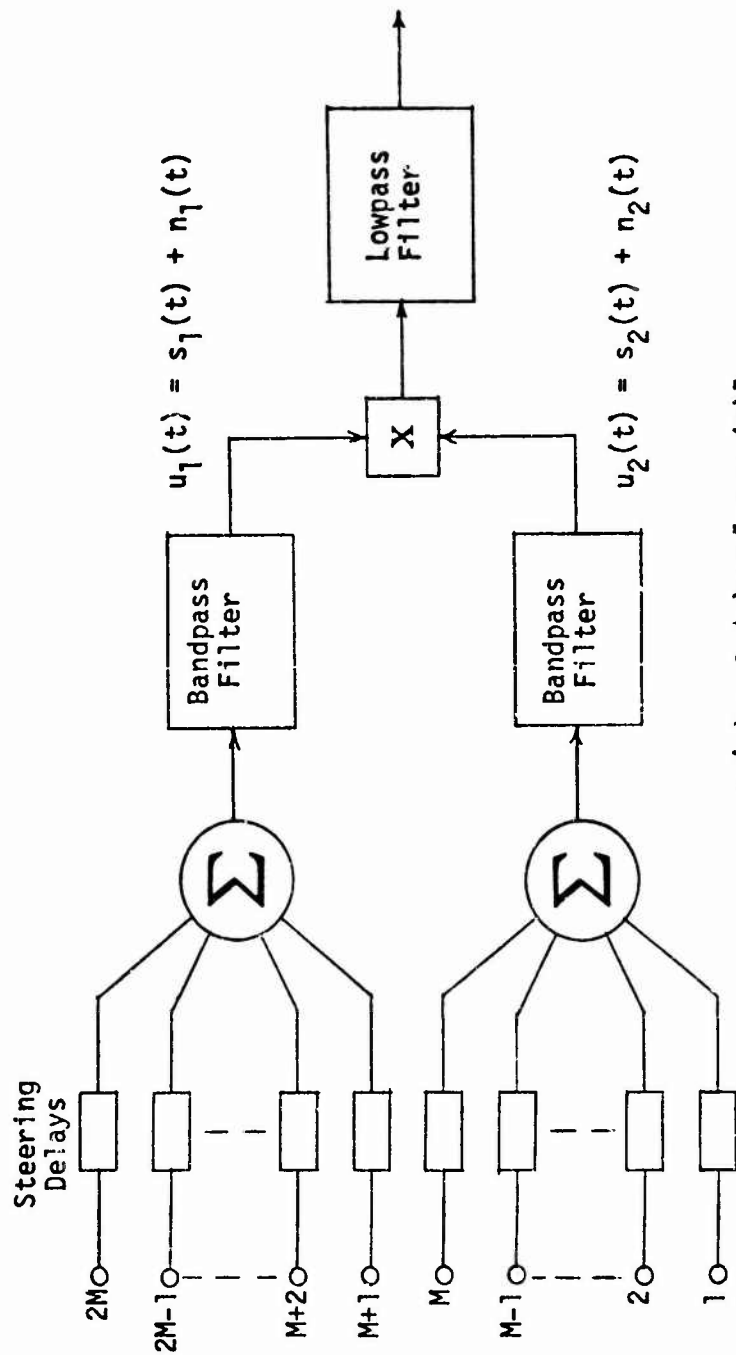 Steering
Delays
2M
2M-1
M+2
M+1
M
M-1
2
1
Σ
Σ
Bandpass
Filter
Bandpass
Filter
u₁(t) = s₁(t) + n₁(t)
X
u₂(t) = s₂(t) + n₂(t)
Lowpass
Filter